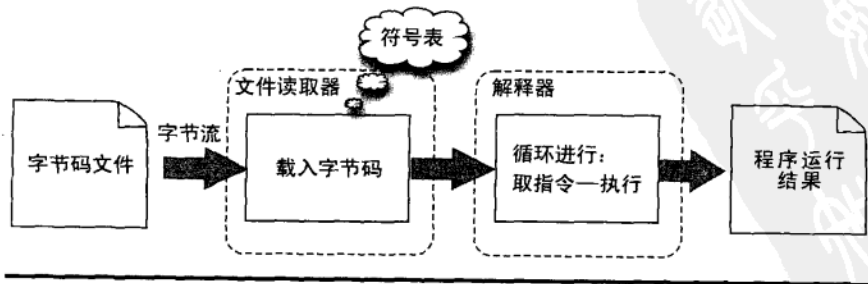 符号表
文件读取器
解释器
字节码文件
字节流
载入字节码
循环进行：
取指令—执行
程序运行
结果